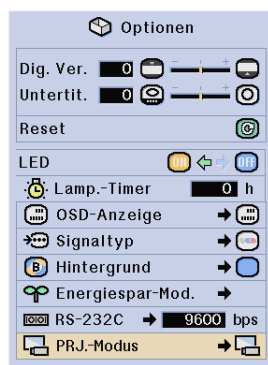 Optionen
Dig. Ver. 0 - +
Untertit. 0 - +
Reset
LED ON OFF
Lamp.-Timer 0 h
OSD-Anzeige
Signaltyp
B Hintergrund
Energiespar-Mod.
RS-232C 9600 bps
PRJ.-Modus